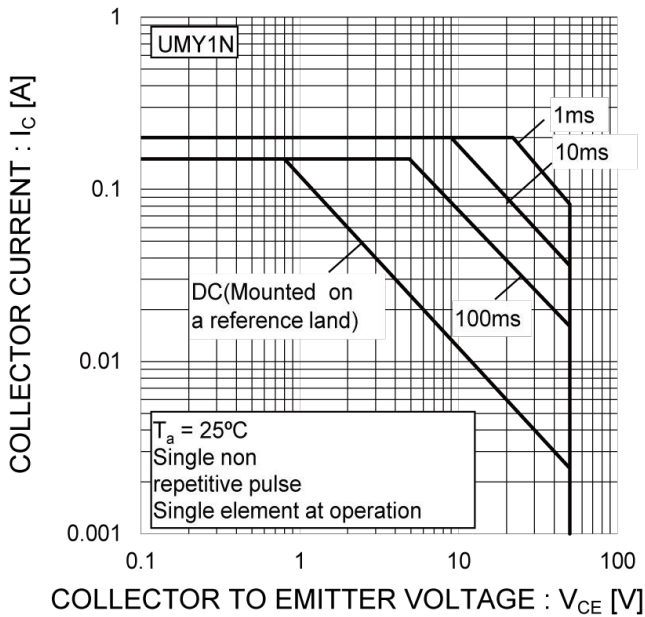 1
UMY1N
1ms
10ms
0.1
DC(Mounted on
a reference land)
100ms
0.01
Ta = 25ºC
Single non
repetitive pulse
Single element at operation
0.001
0.1 1 10 100
COLLECTOR CURRENT : IC [A]
COLLECTOR TO EMITTER VOLTAGE : VCE [V]